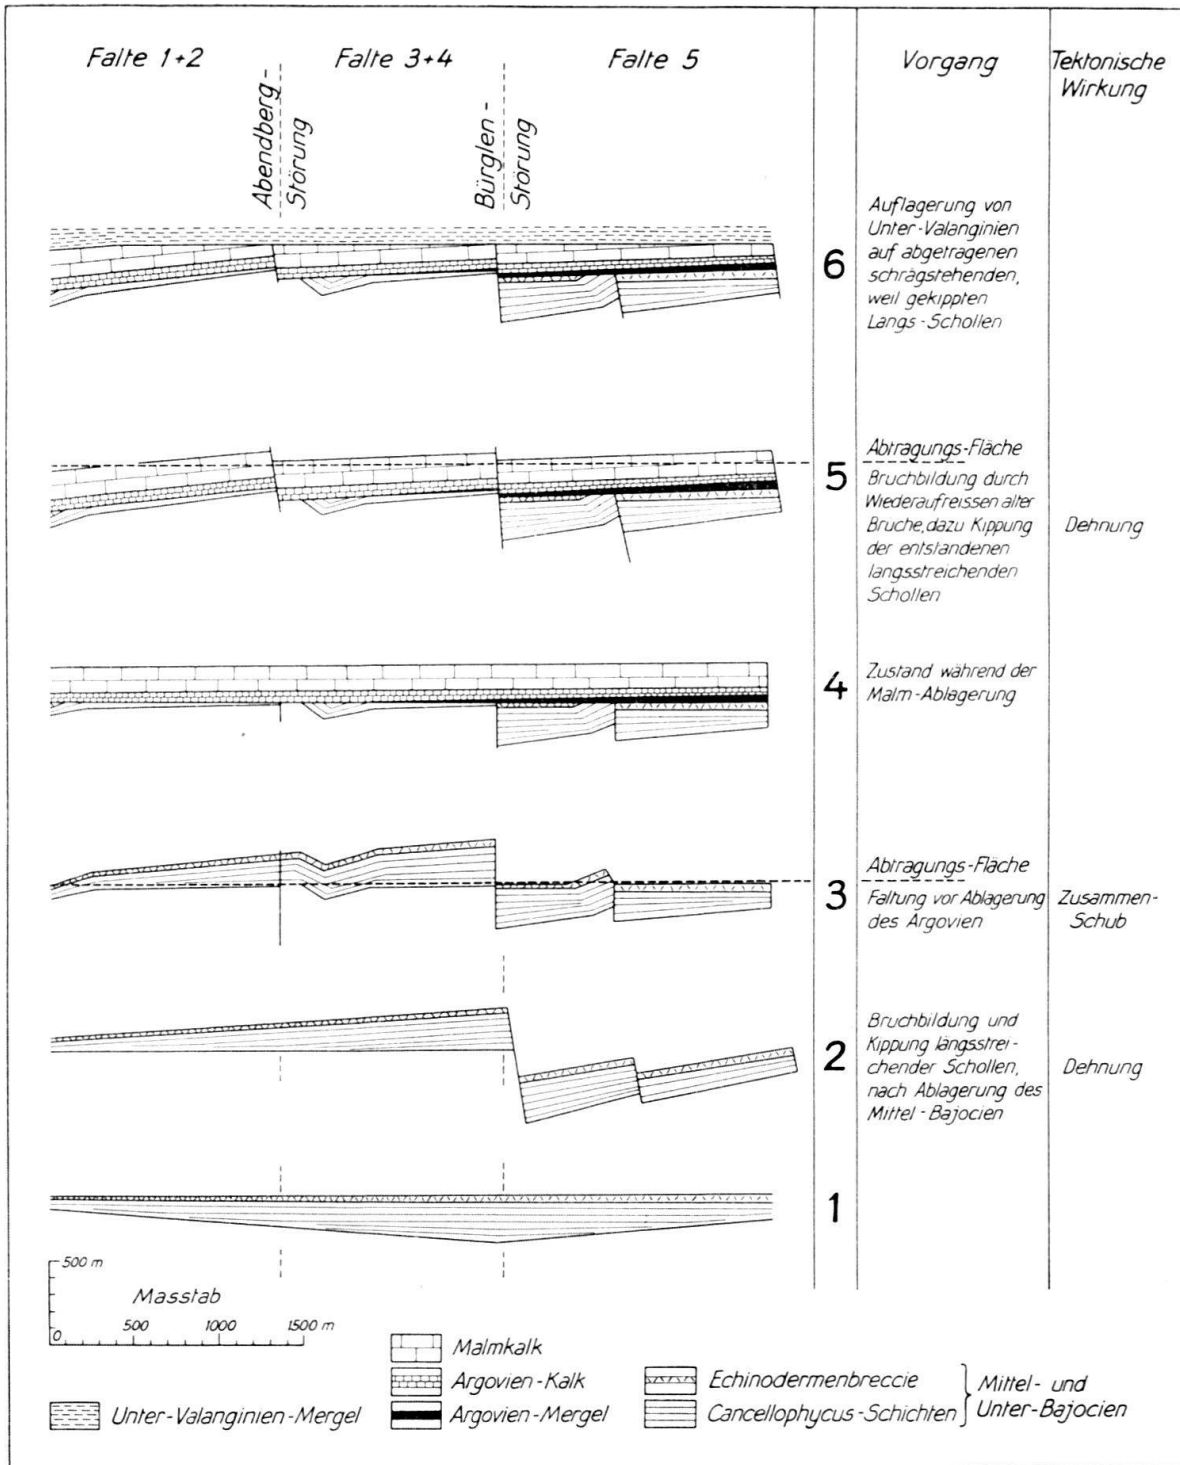 Falte 1+2
Falte 3+4
Falte 5
Vorgang
Tektonische
Wirkung
Abendberg-
Störung
Bürglen-
Störung
6
Auflagerung von
Unter-Valanginien
auf abgetragenen
schrägstehenden,
weil gekippten
Langs-Schollen
5
Abtragungs-Fläche
Bruchbildung durch
Wiederaufreissen alter
Bruche, dazu Kippung
der entstandenen
langsstreichenden
Schollen
Dehnung
4
Zustand während der
Malm-Ablagerung
3
Abtragungs-Fläche
Faltung vor Ablagerung
des Argovien
Zusammen-
Schub
2
Bruchbildung und
Kippung längsstrei-
chender Schollen,
nach Ablagerung des
Mittel-Bajocien
Dehnung
1
500 m
Masstab
0 500 1000 1500 m
Malmkalk
Argovien-Kalk
Argovien-Mergel
Unter-Valanginien-Mergel
Echinodermenbreccie
Cancellophycus-Schichten
Mittel- und
Unter-Bajocien